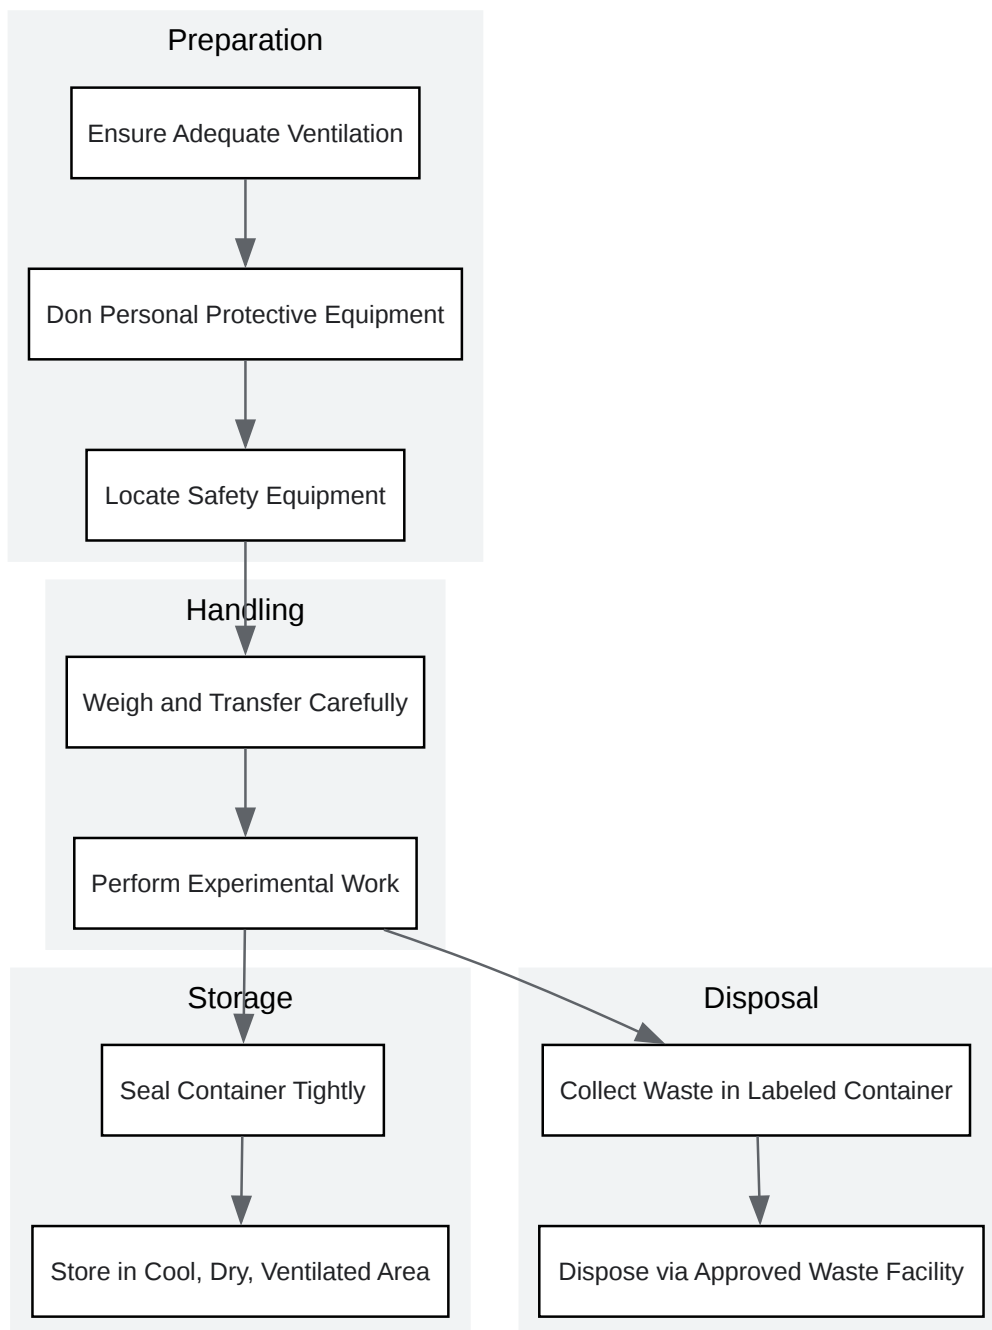 Preparation
Ensure Adequate Ventilation
Don Personal Protective Equipment
Locate Safety Equipment
Handling
Weigh and Transfer Carefully
Perform Experimental Work
Storage
Seal Container Tightly
Store in Cool, Dry, Ventilated Area
Disposal
Collect Waste in Labeled Container
Dispose via Approved Waste Facility